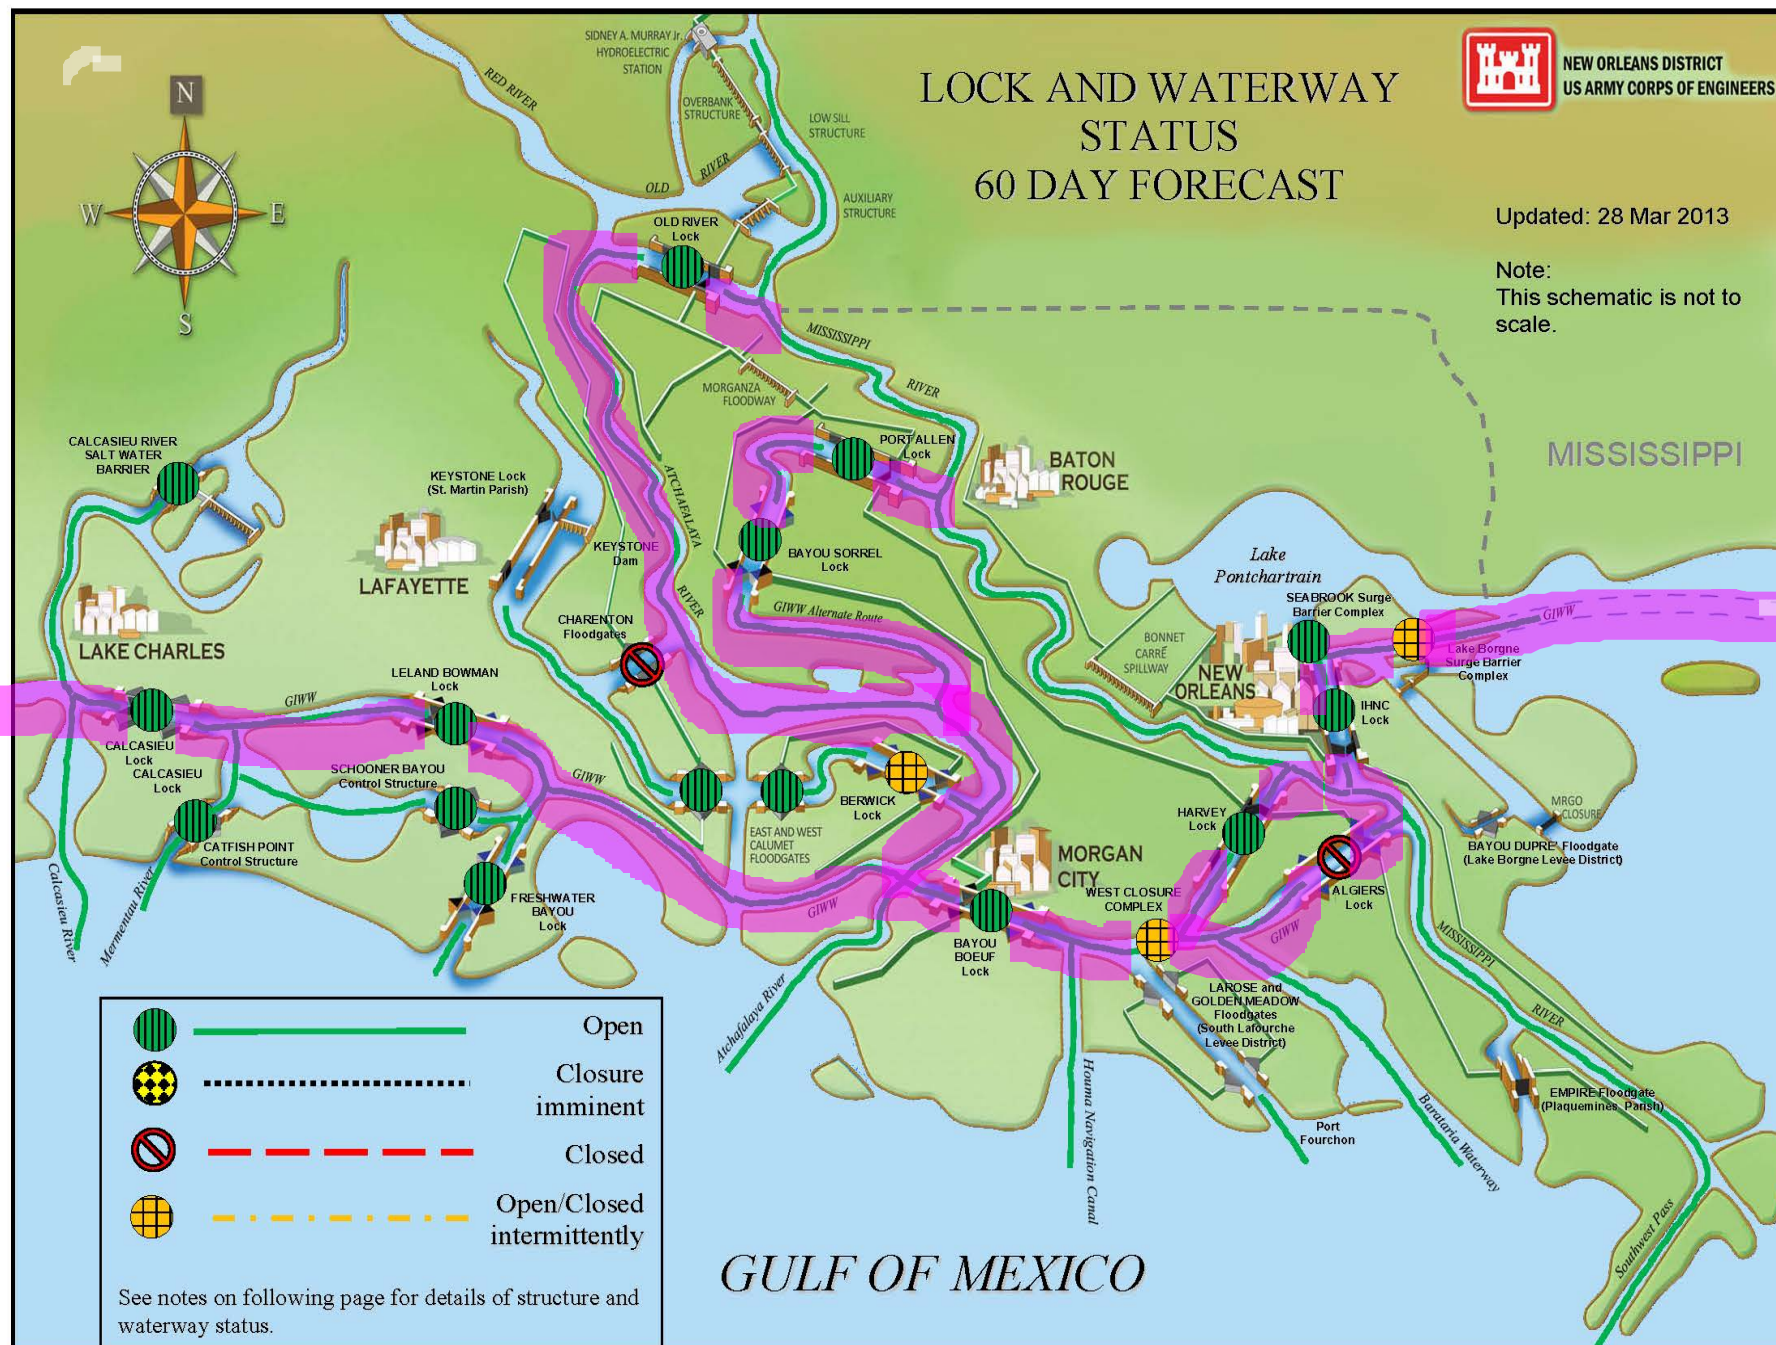 SIDNEY A. MURRAY Jr.
HYDROELECTRIC
STATION
RED RIVER
OVERBANK
STRUCTURE
LOW SILL
STRUCTURE
OLD
RIVER
AUXILIARY
STRUCTURE
LOCK AND WATERWAY
STATUS
60 DAY FORECAST
NEW ORLEANS DISTRICT
US ARMY CORPS OF ENGINEERS
Updated: 28 Mar 2013
Note:
This schematic is not to
scale.
N
W
E
S
OLD RIVER
Lock
MISSISSIPPI
RIVER
MORGANZA
FLOODWAY
MISSISSIPPI
CALCASIEU RIVER
SALT WATER
BARRIER
KEYSTONE Lock
(St. Martin Parish)
ATCHAFALAYA
RIVER
PORT ALLEN
Lock
BATON
ROUGE
LAFAYETTE
KEYSTONE
Dam
BAYOU SORREL
Lock
Lake
Pontchartrain
SEABROOK Surge
Barrier Complex
GIWW
CHARENTON
Floodgates
GIWW Alternate Route
BONNET
CARRÉ
SPILLWAY
NEW
ORLEANS
Lake Borgne
Surge Barrier
Complex
LAKE CHARLES
LELAND BOWMAN
Lock
GIWW
IHNC
Lock
CALCASIEU
Lock
CALCASIEU
Lock
SCHOONER BAYOU
Control Structure
GIWW
BERWICK
Lock
HARVEY
Lock
MRGO
CLOSURE
EAST AND WEST
CALUMET
FLOODGATES
CATFISH POINT
Control Structure
MORGAN
CITY
BAYOU DUPRE' Floodgate
(Lake Borgne Levee District)
ALGIERS
Lock
WEST CLOSURE
COMPLEX
FRESHWATER
BAYOU
Lock
GIWW
GIWW
Calcasieu River
Mermentau River
BAYOU
BOEUF
Lock
MISSISSIPPI
RIVER
LAROSE and
GOLDEN MEADOW
Floodgates
(South Lafourche
Levee District)
Atchafalaya River
Houma Navigation Canal
EMPIRE Floodgate
(Plaquemines Parish)
Port
Fourchon
Barataria Waterway
Southwest Pass
GULF OF MEXICO
Open
Closure
imminent
Closed
Open/Closed
intermittently
See notes on following page for details of structure and
waterway status.